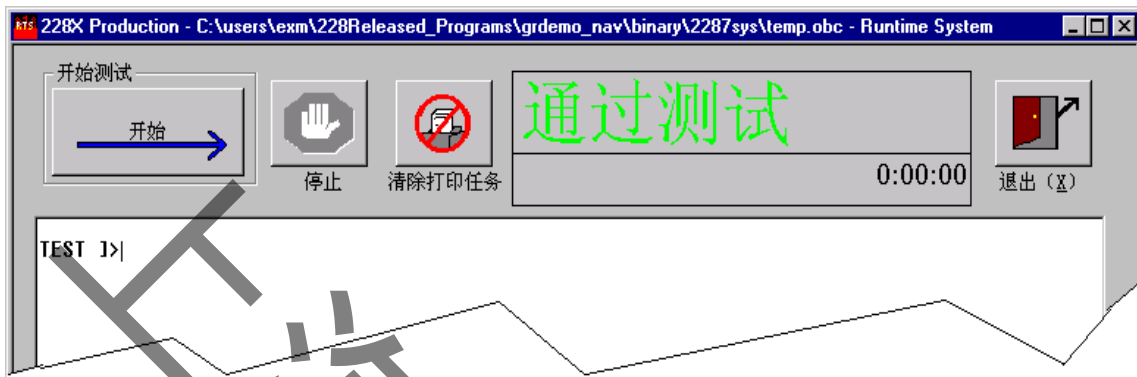 RTS 228X Production - C:\users\exm\228Released_Programs\grdemo_nav\binary\2287sys\temp.obc - Runtime System
开始测试
开始
停止
清除打印任务
通过测试
0:00:00
退出 (X)
TEST ]>